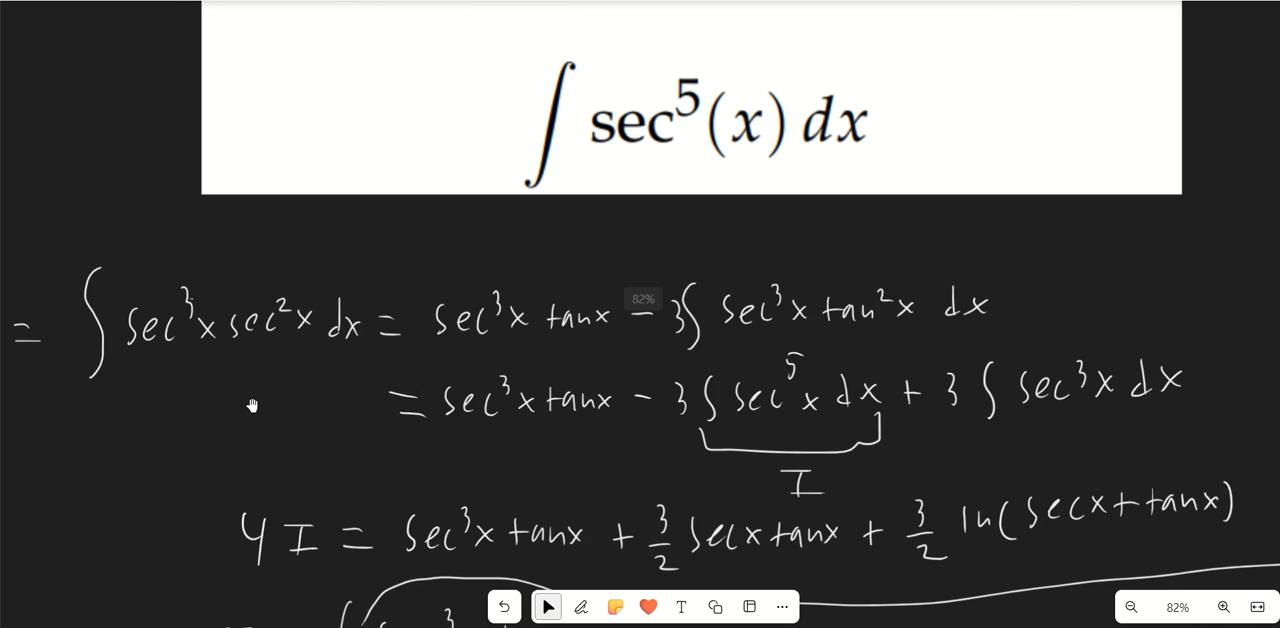 ∫ sec⁵(x) dx
= ∫ sec³x sec²x dx = sec³x tanx − 3∫ sec³x tan²x dx
82%
= sec³x tanx − 3 ∫ sec⁵x dx + 3 ∫ sec³x dx
I
4I = sec³x tanx + 3/2 secx tanx + 3/2 ln(secx + tanx)
T
82%